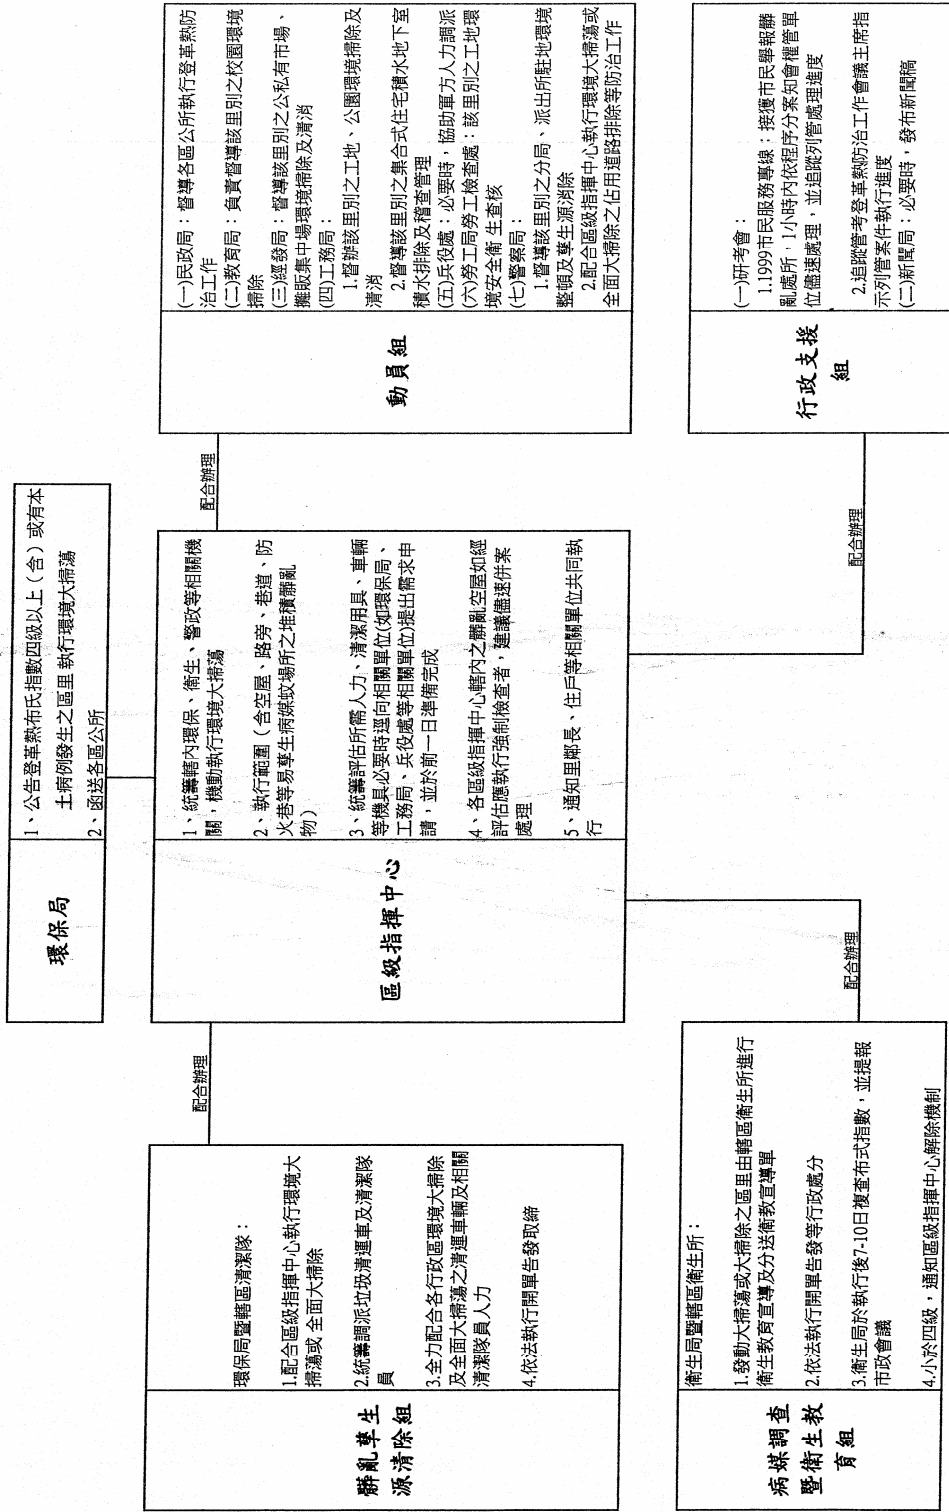 環保局
1、公告登革熱布氏指數四級以上（含）或有本
土病例發生之區里 執行環境大掃蕩
2、函送各區公所
配合辦理
配合辦理
髒亂孳生
源清除組
環保局暨轄區清潔隊：
1.配合區級指揮中心執行環境大
掃蕩或 全面大掃除
2.統籌調派垃圾清運車及清潔隊
員
3.全力配合各行政區環境大掃除
及全面大掃蕩之清運車輛及相關
清潔隊員人力
4.依法執行開單告發取締
區級指揮中心
1、統籌轄內環保、衛生、警政等相關機
關，機動執行環境大掃蕩
2、執行範圍（含空屋、路旁、巷道、防
火巷等易孳生病媒蚊場所之堆積髒亂
物）
3、統籌評估所需人力、清潔用具、車輛
等機具必要時逕向相關單位(如環保局、
工務局、兵役處等相關單位)提出需求申
請，並於前一日準備完成
4、各區級指揮中心轄內之髒亂空屋如經
評估應執行強制檢查者，建議儘速併案
處理
5、通知里鄰長、住戶等相關單位共同執
行
動員組
(一)民政局：督導各區公所執行登革熱防
治工作
(二)教育局：負責督導該里別之校園環境
掃除
(三)經發局：督導該里別之公私有市場、
攤販集中場環境掃除及清消
(四)工務局：
1.督辦該里別之工地、公園環境掃除及
清消
2.督導該里別之集合式住宅積水地下室
積水排除及稽查管理
(五)兵役處：必要時，協助軍方人力調派
(六)勞工局勞工檢查處：該里別之工地環
境安全衛 生查核
(七)警察局：
1.督導該里別之分局、派出所駐地環境
整頓及孳生源消除
2.配合區級指揮中心執行環境大掃蕩或
全面大掃除之佔用道路排除等防治工作
配合辦理
配合辦理
病媒調查
暨衛生教
育組
衛生局暨轄區衛生所：
1.發動大掃蕩或大掃除之區里由轄區衛生所進行
衛生教育宣導及分送衛教宣導單
2.依法執行開單告發等行政處分
3.衛生局於執行後7-10日複查布式指數，並提報
市政會議
4.小於四級，通知區級指揮中心解除機制
行政支援
組
(一)研考會：
1.1999市民服務專線：接獲市民舉報髒
亂處所，1小時內依程序分案知會權管單
位儘速處理，並追蹤列管處理進度
2.追蹤管考登革熱防治工作會議主席指
示列管案件執行進度
(二)新聞局：必要時，發布新聞稿